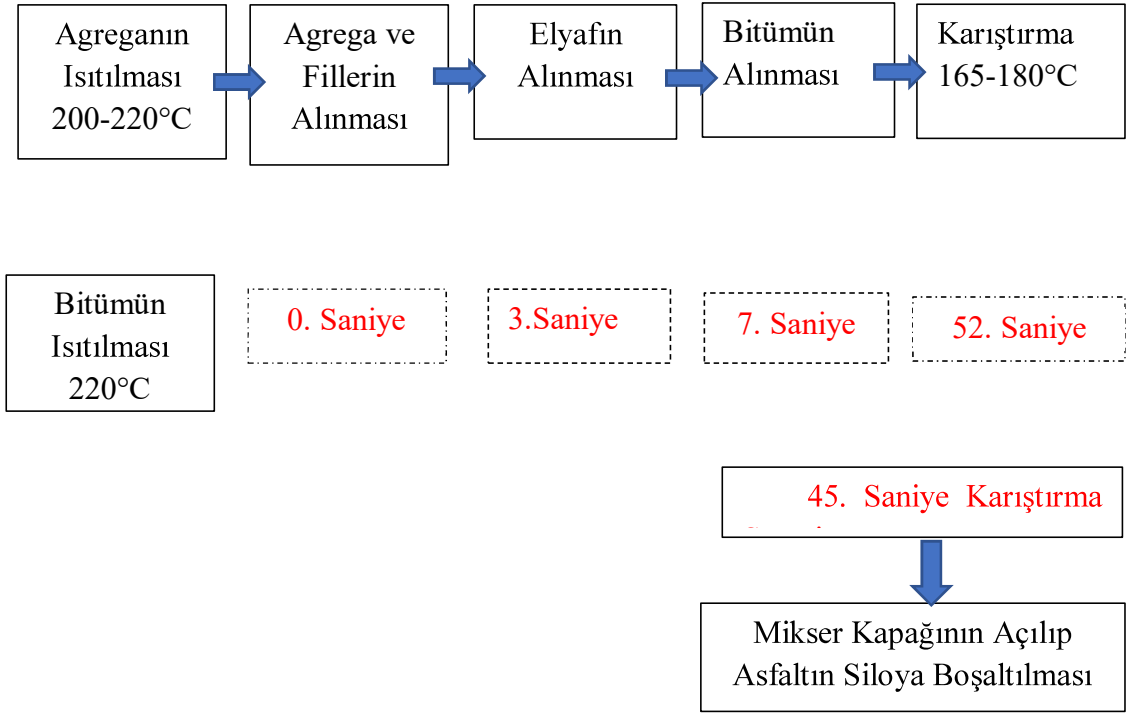 Agreganın
Isıtılması
200-220°C
Agrega ve
Fillerin
Alınması
Elyafın
Alınması
Bitümün
Alınması
Karıştırma
165-180°C
Bitümün
Isıtılması
220°C
0. Saniye
3.Saniye
7. Saniye
52. Saniye
45. Saniye Karıştırma
Mikser Kapağının Açılıp
Asfaltın Siloya Boşaltılması